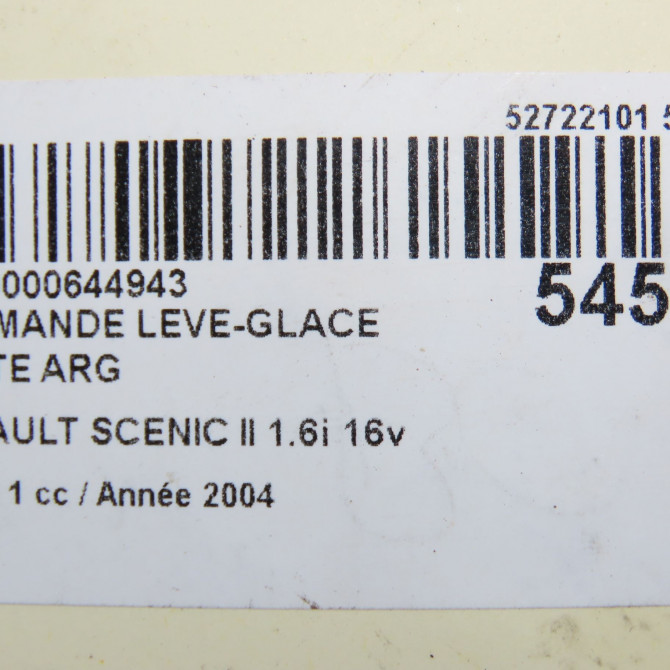 52722101 5
000644943
545
MANDE LEVE-GLACE
TE ARG
AULT SCENIC II 1.6i 16v
1 cc / Année 2004